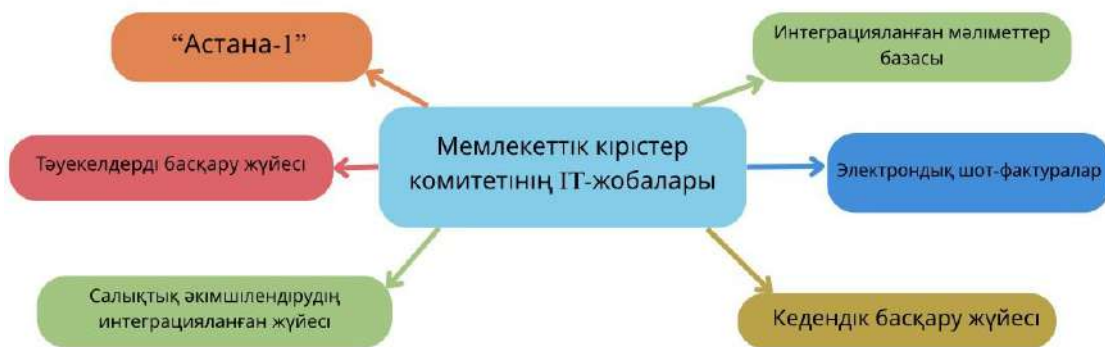 “Астана-1”
Интеграцияланған мәліметтер
базасы
Мемлекеттік кірістер
комитетінің IT-жобалары
Тәуекелдерді басқару жүйесі
Электрондық шот-фактуралар
Салықтық әкімшілендірудің
интеграцияланған жүйесі
Кедендік басқару жүйесі